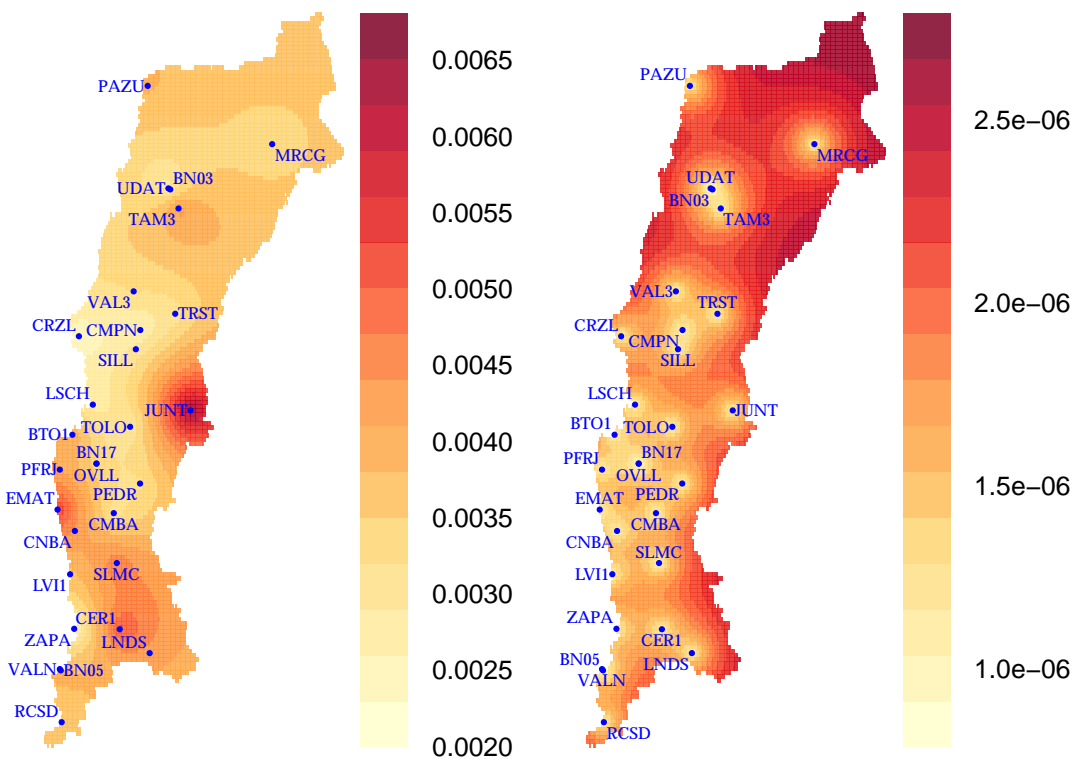 PAZU
MRCG
BN03
UDAT
TAM3
VAL3
TRST
CRZL
CMPN
SILL
LSCH
JUNT
TOLO
BTO1
BN17
PFRJ
OVLL
PEDR
EMAT
CMBA
CNBA
SLMC
LVI1
CER1
ZAPA
LNDS
VALN
BN05
RCSD
0.0065
0.0060
0.0055
0.0050
0.0045
0.0040
0.0035
0.0030
0.0025
0.0020
PAZU
MRCG
UDAT
BN03
TAM3
VAL3
TRST
CRZL
CMPN
SILL
LSCH
JUNT
BTO1
TOLO
BN17
PFRJ
OVLL
PEDR
EMAT
CMBA
CNBA
SLMC
LVI1
ZAPA
CER1
BN05
LNDS
VALN
RCSD
2.5e−06
2.0e−06
1.5e−06
1.0e−06